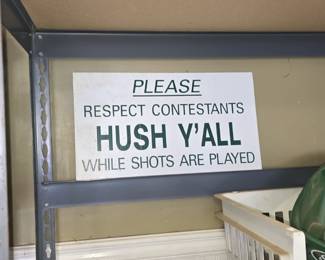 PLEASE
RESPECT CONTESTANTS
HUSH Y'ALL
WHILE SHOTS ARE PLAYED